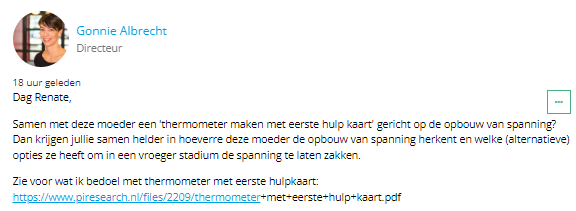 Gonnie Albrecht
Directeur
18 uur geleden
Dag Renate,
Samen met deze moeder een 'thermometer maken met eerste hulp kaart' gericht op de opbouw van spanning?
Dan krijgen jullie samen helder in hoeverre deze moeder de opbouw van spanning herkent en welke (alternatieve)
opties ze heeft om in een vroeger stadium de spanning te laten zakken.
Zie voor wat ik bedoel met thermometer met eerste hulpkaart:
https://www.piresearch.nl/files/2209/thermometer+met+eerste+hulp+kaart.pdf